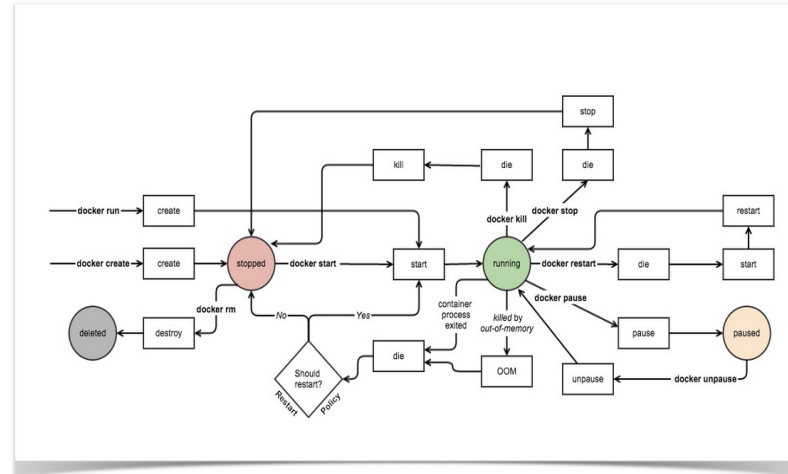 stop
kill
die
die
docker kill
docker stop
docker run
create
restart
docker create
create
stopped
docker start
start
running
docker restart
die
start
docker rm
No
Yes
container
process
exited
killed by
out-of-memory
docker pause
deleted
destroy
pause
paused
die
Should
restart?
Restart
Policy
OOM
unpause
docker unpause